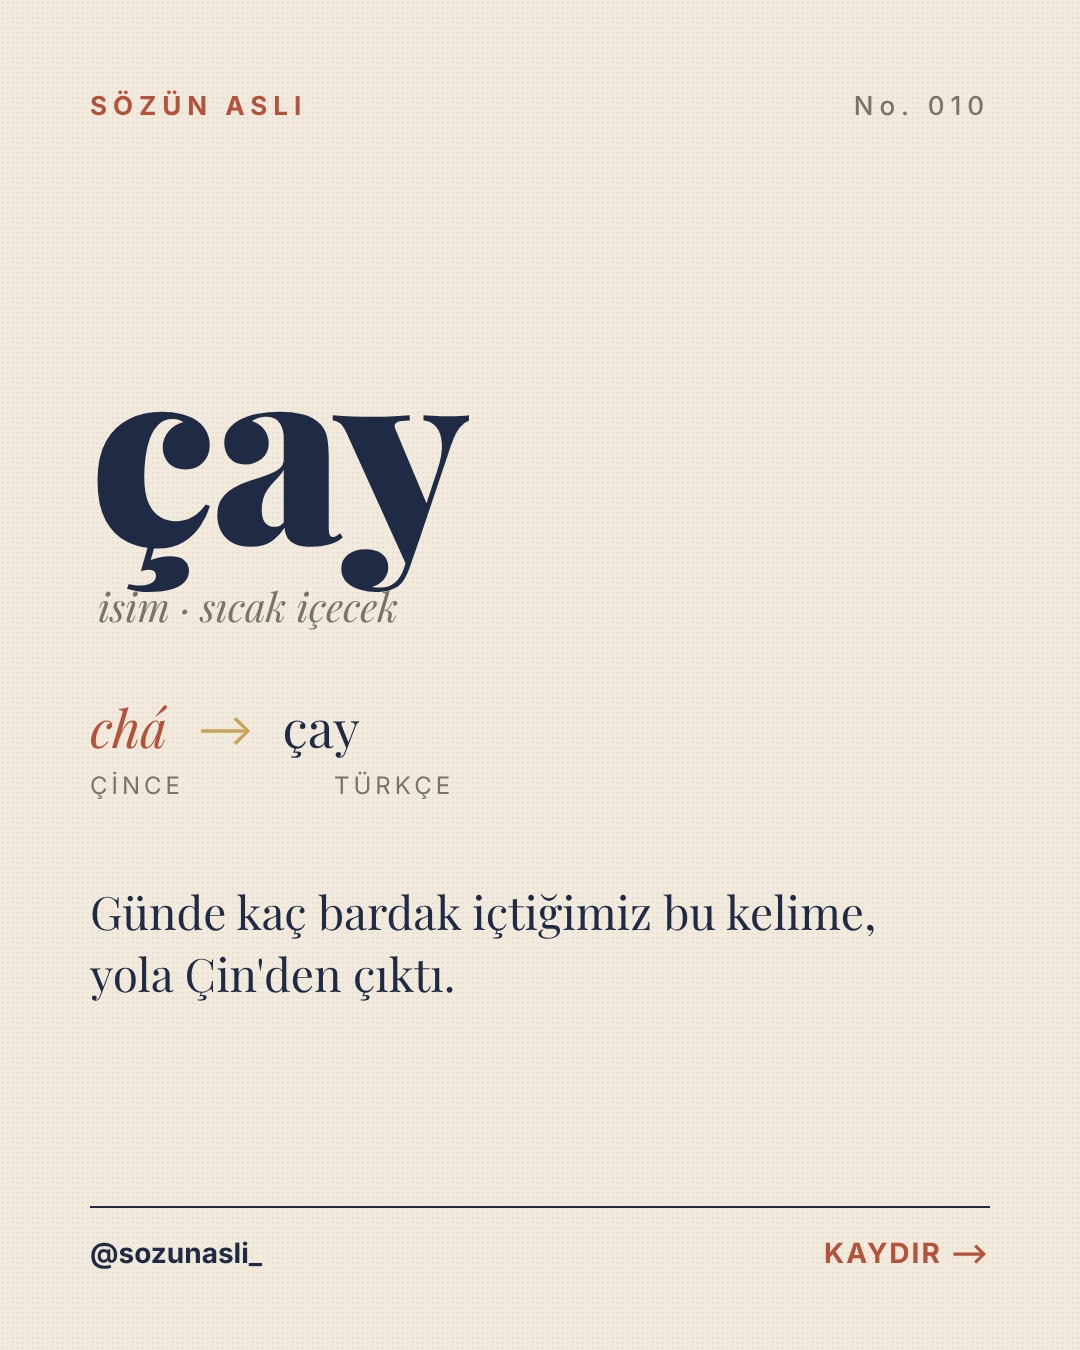 SÖZÜN ASLI
No. 010
çay
isim · sıcak içecek
chá → çay
ÇİNCE TÜRKÇE
Günde kaç bardak içtiğimiz bu kelime,
yola Çin'den çıktı.
@sozunasli_
KAYDIR →